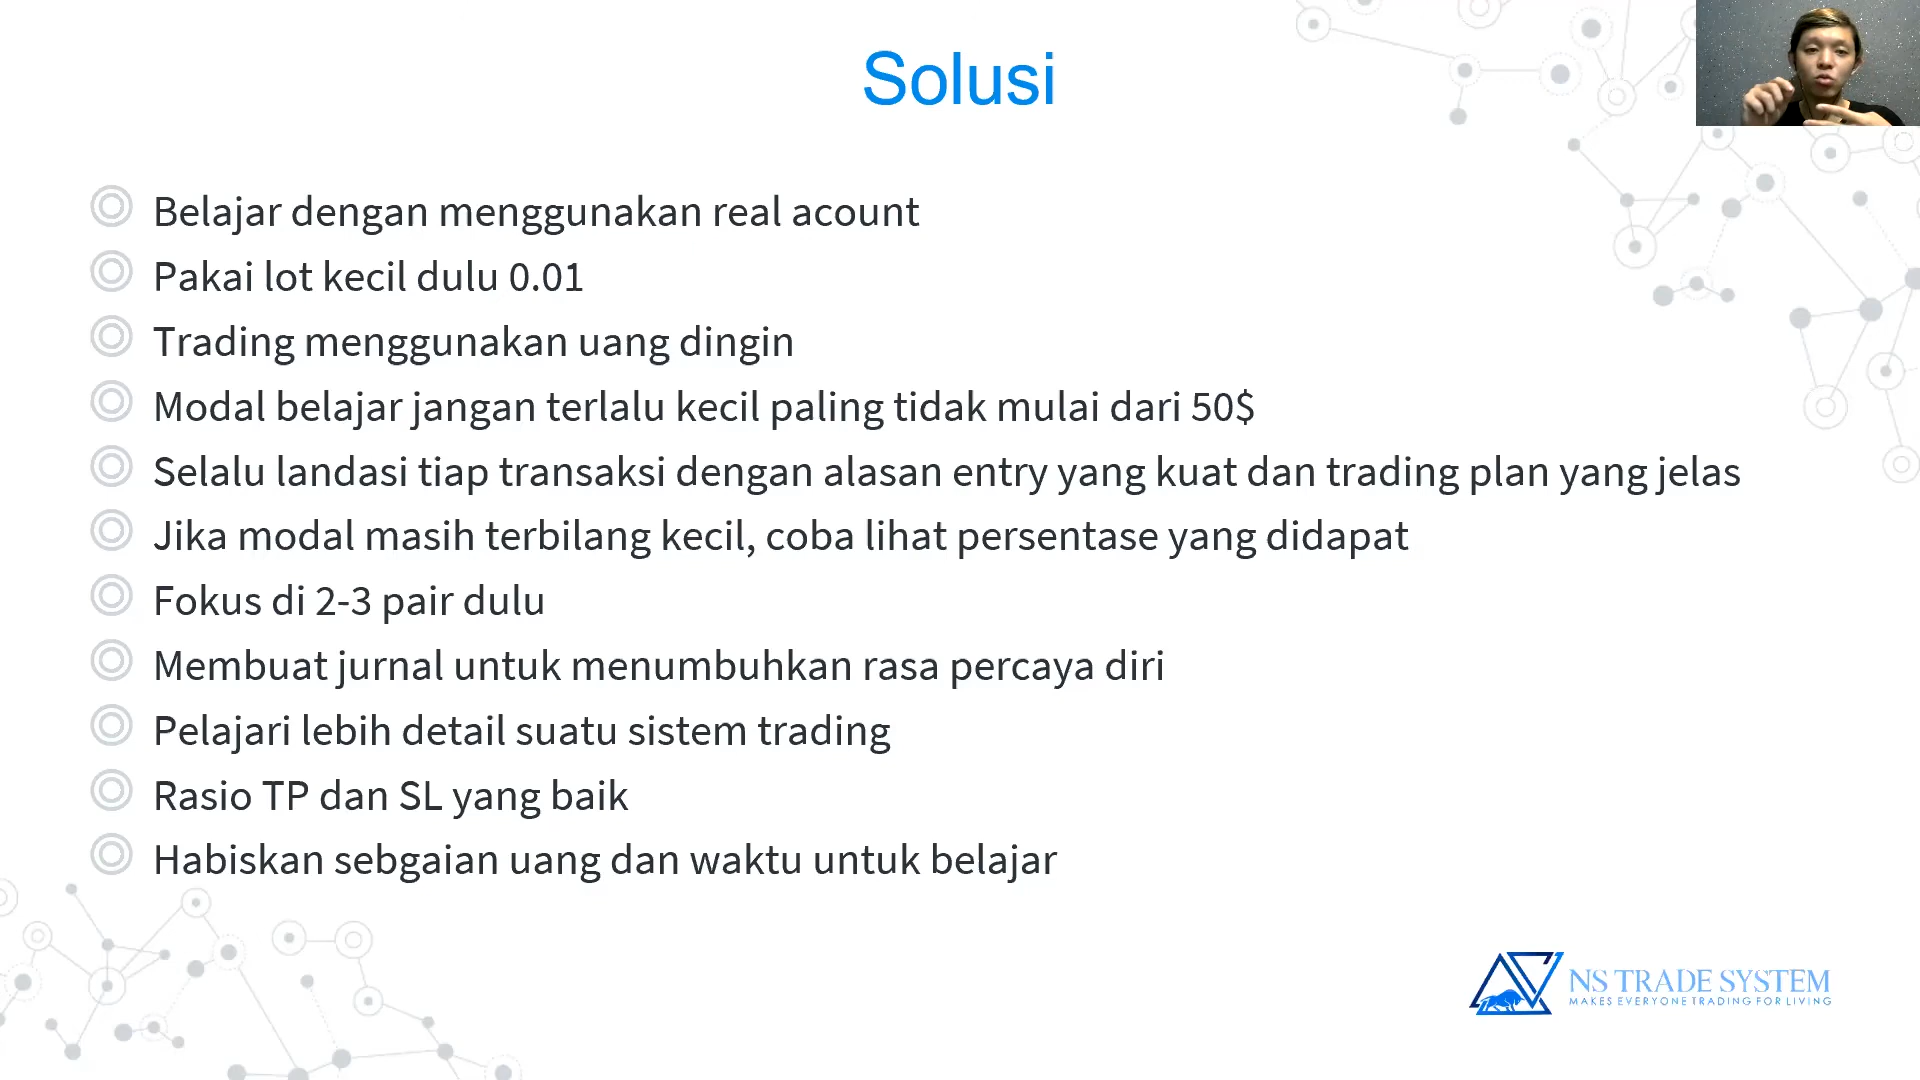 Solusi
Belajar dengan menggunakan real acount
Pakai lot kecil dulu 0.01
Trading menggunakan uang dingin
Modal belajar jangan terlalu kecil paling tidak mulai dari 50$
Selalu landasi tiap transaksi dengan alasan entry yang kuat dan trading plan yang jelas
Jika modal masih terbilang kecil, coba lihat persentase yang didapat
Fokus di 2-3 pair dulu
Membuat jurnal untuk menumbuhkan rasa percaya diri
Pelajari lebih detail suatu sistem trading
Rasio TP dan SL yang baik
Habiskan sebgaian uang dan waktu untuk belajar
NS TRADE SYSTEM
MAKES EVERYONE TRADING FOR LIVING